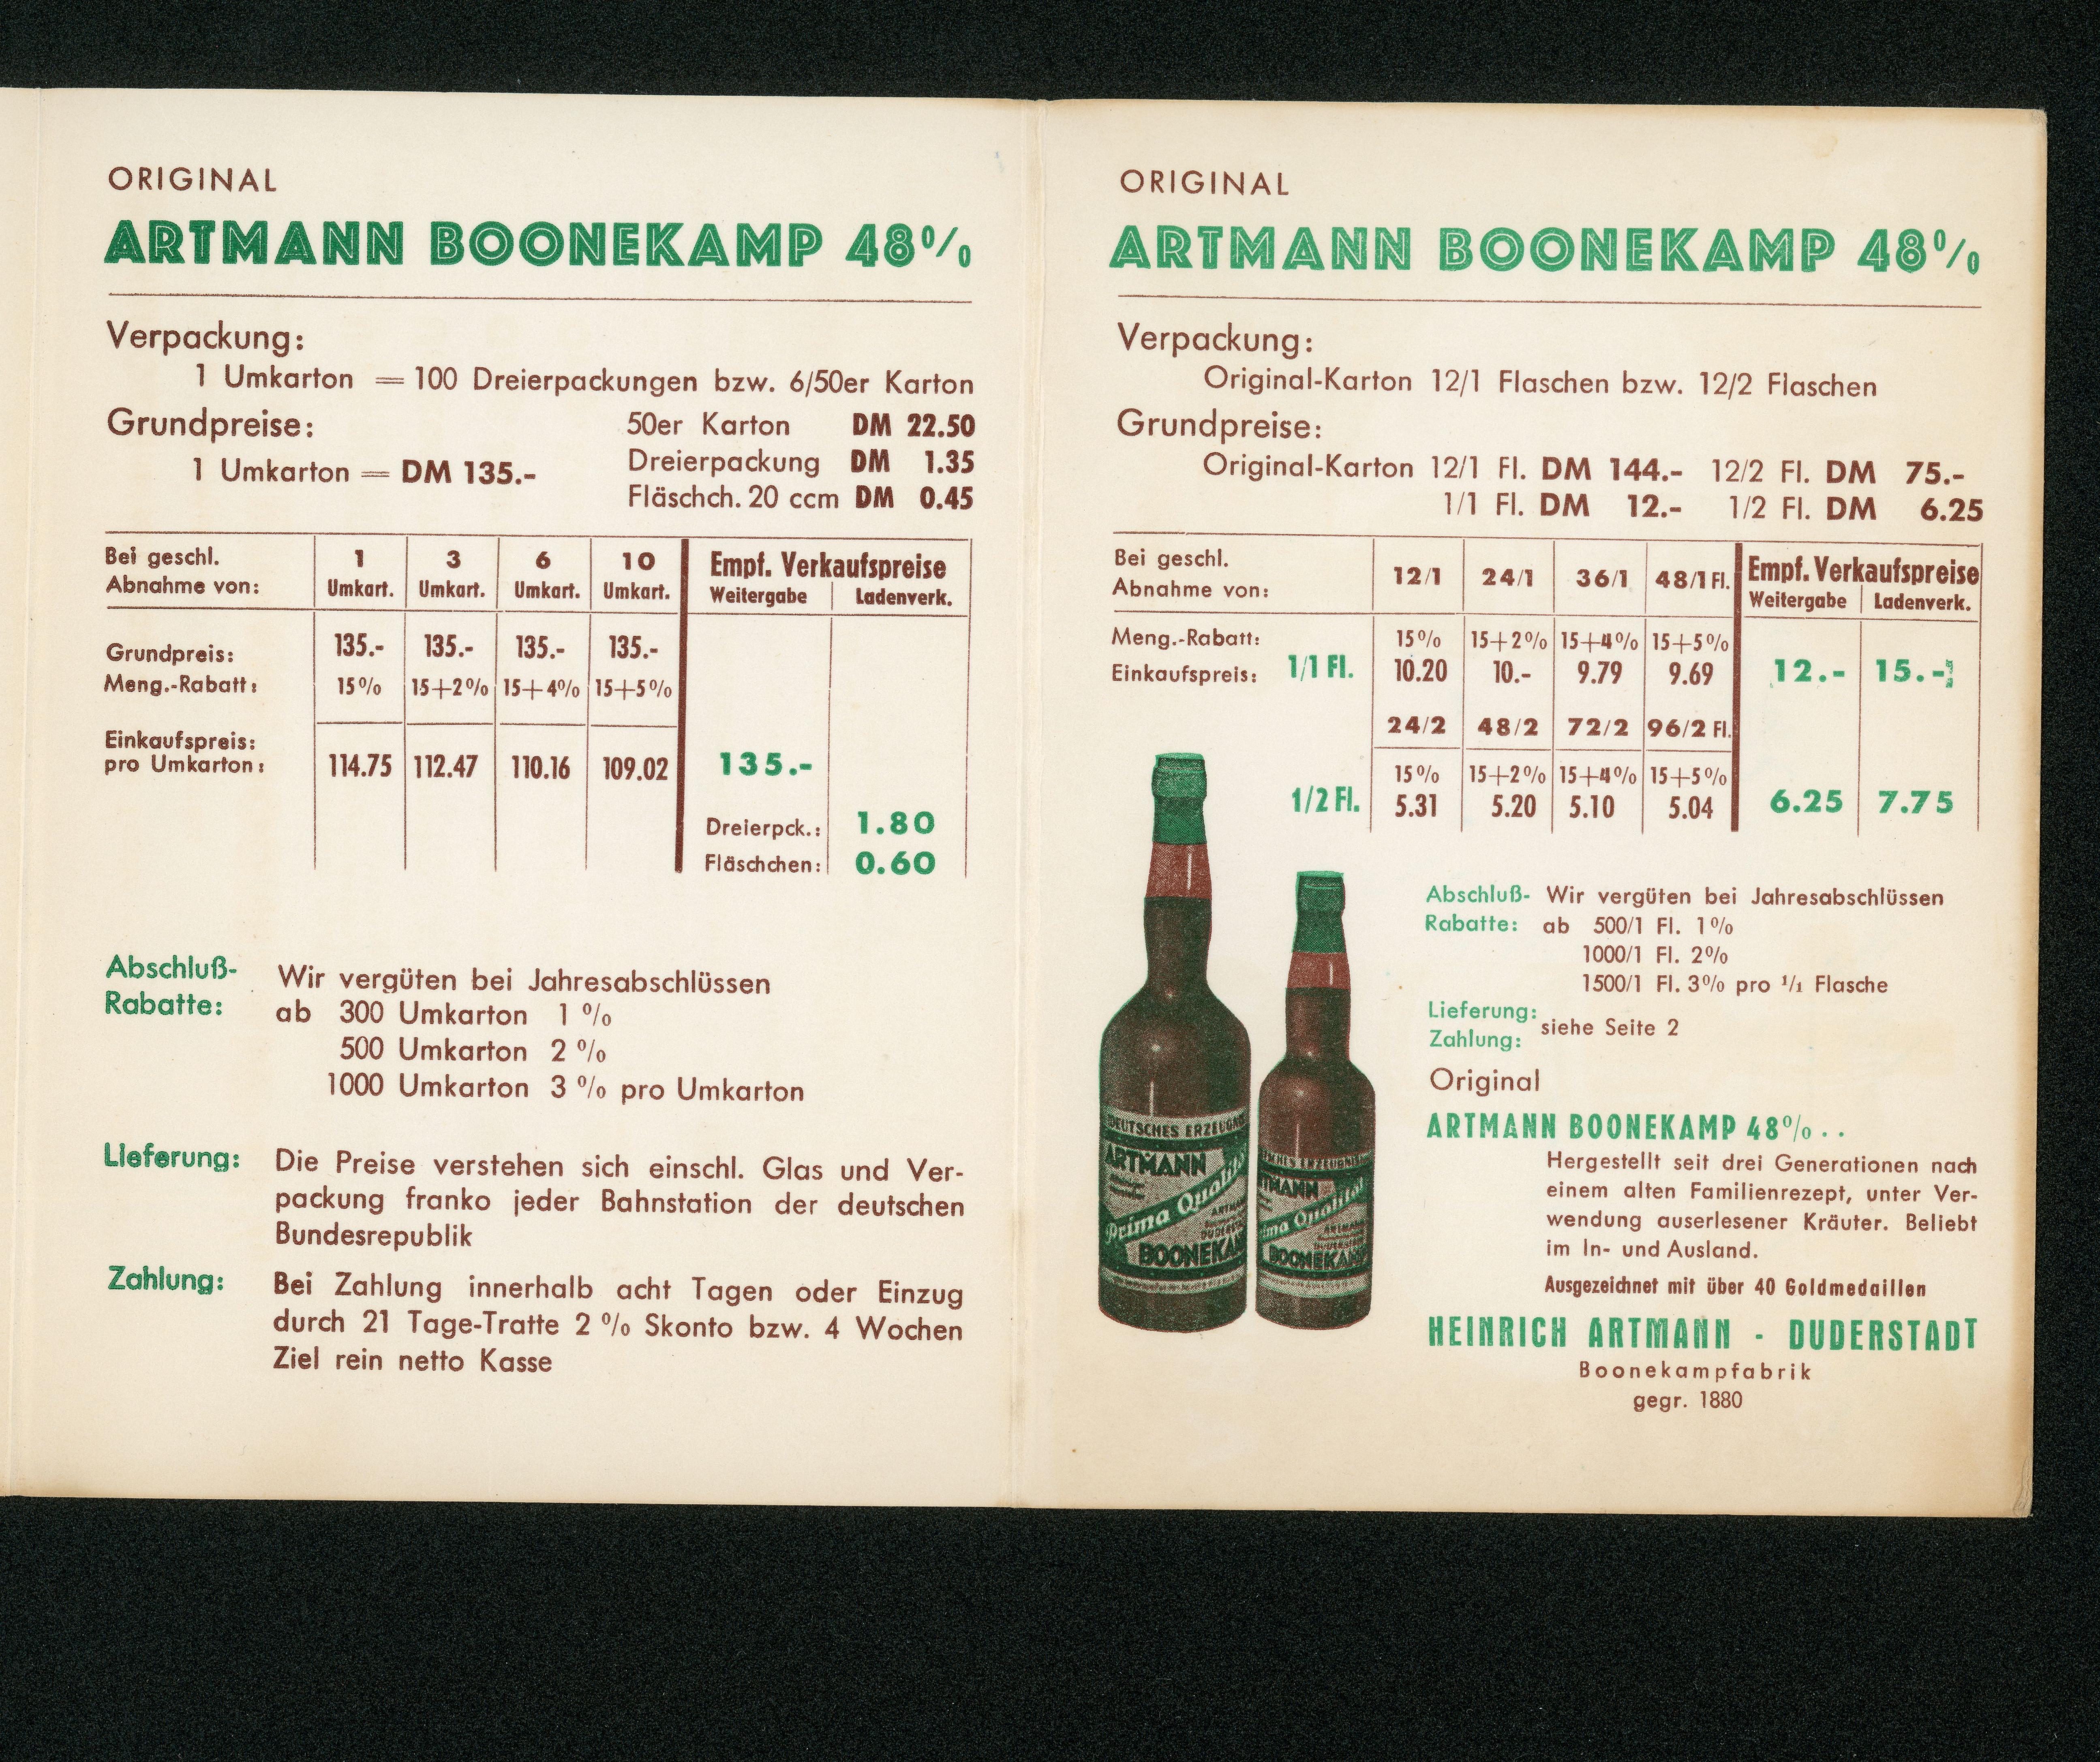 ORIGINAL
ARTMANN BOONEKAMP 48%
Verpackung:
1 Umkarton = 100 Dreierpackungen bzw. 6/50er Karton
Grundpreise:
50er Karton DM 22.50
1 Umkarton = DM 135.-
Dreierpackung DM 1.35
Fläschch. 20 ccm DM 0.45
Bei geschl. Abnahme von: 1 Umkart. 3 Umkart. 6 Umkart. 10 Umkart. Empf. Verkaufspreise
Weitergabe Ladenverk.
Grundpreis: 135.- 135.- 135.- 135.-
Meng.-Rabatt: 15% 15+2% 15+4% 15+5%
Einkaufspreis:
pro Umkarton: 114.75 112.47 110.16 109.02 135.-
Dreierpck.: 1.80
Fläschchen: 0.60
Abschluß-Rabatte: Wir vergüten bei Jahresabschlüssen
ab 300 Umkarton 1 %
500 Umkarton 2 %
1000 Umkarton 3 % pro Umkarton
Lieferung: Die Preise verstehen sich einschl. Glas und Ver-
packung franko jeder Bahnstation der deutschen
Bundesrepublik
Zahlung: Bei Zahlung innerhalb acht Tagen oder Einzug
durch 21 Tage-Tratte 2 % Skonto bzw. 4 Wochen
Ziel rein netto Kasse
ORIGINAL
ARTMANN BOONEKAMP 48%
Verpackung:
Original-Karton 12/1 Flaschen bzw. 12/2 Flaschen
Grundpreise:
Original-Karton 12/1 Fl. DM 144.- 12/2 Fl. DM 75.-
1/1 Fl. DM 12.- 1/2 Fl. DM 6.25
Bei geschl. Abnahme von: 12/1 24/1 36/1 48/1 Fl. Empf. Verkaufspreise
Weitergabe Ladenverk.
Meng.-Rabatt: 15% 15+2% 15+4% 15+5%
Einkaufspreis: 1/1 Fl. 10.20 10.- 9.79 9.69 12.- 15.-
24/2 48/2 72/2 96/2 Fl.
15% 15+2% 15+4% 15+5%
1/2 Fl. 5.31 5.20 5.10 5.04 6.25 7.75
Abschluß- Wir vergüten bei Jahresabschlüssen
Rabatte: ab 500/1 Fl. 1%
1000/1 Fl. 2%
1500/1 Fl. 3% pro 1/1 Flasche
Lieferung:
Zahlung: siehe Seite 2
Original
ARTMANN BOONEKAMP 48% . .
Hergestellt seit drei Generationen nach
einem alten Familienrezept, unter Ver-
wendung auserlesener Kräuter. Beliebt
im In- und Ausland.
Ausgezeichnet mit über 40 Goldmedaillen
HEINRICH ARTMANN - DUDERSTADT
Boonekampfabrik
gegr. 1880
DEUTSCHES
ARTMANN
Prima